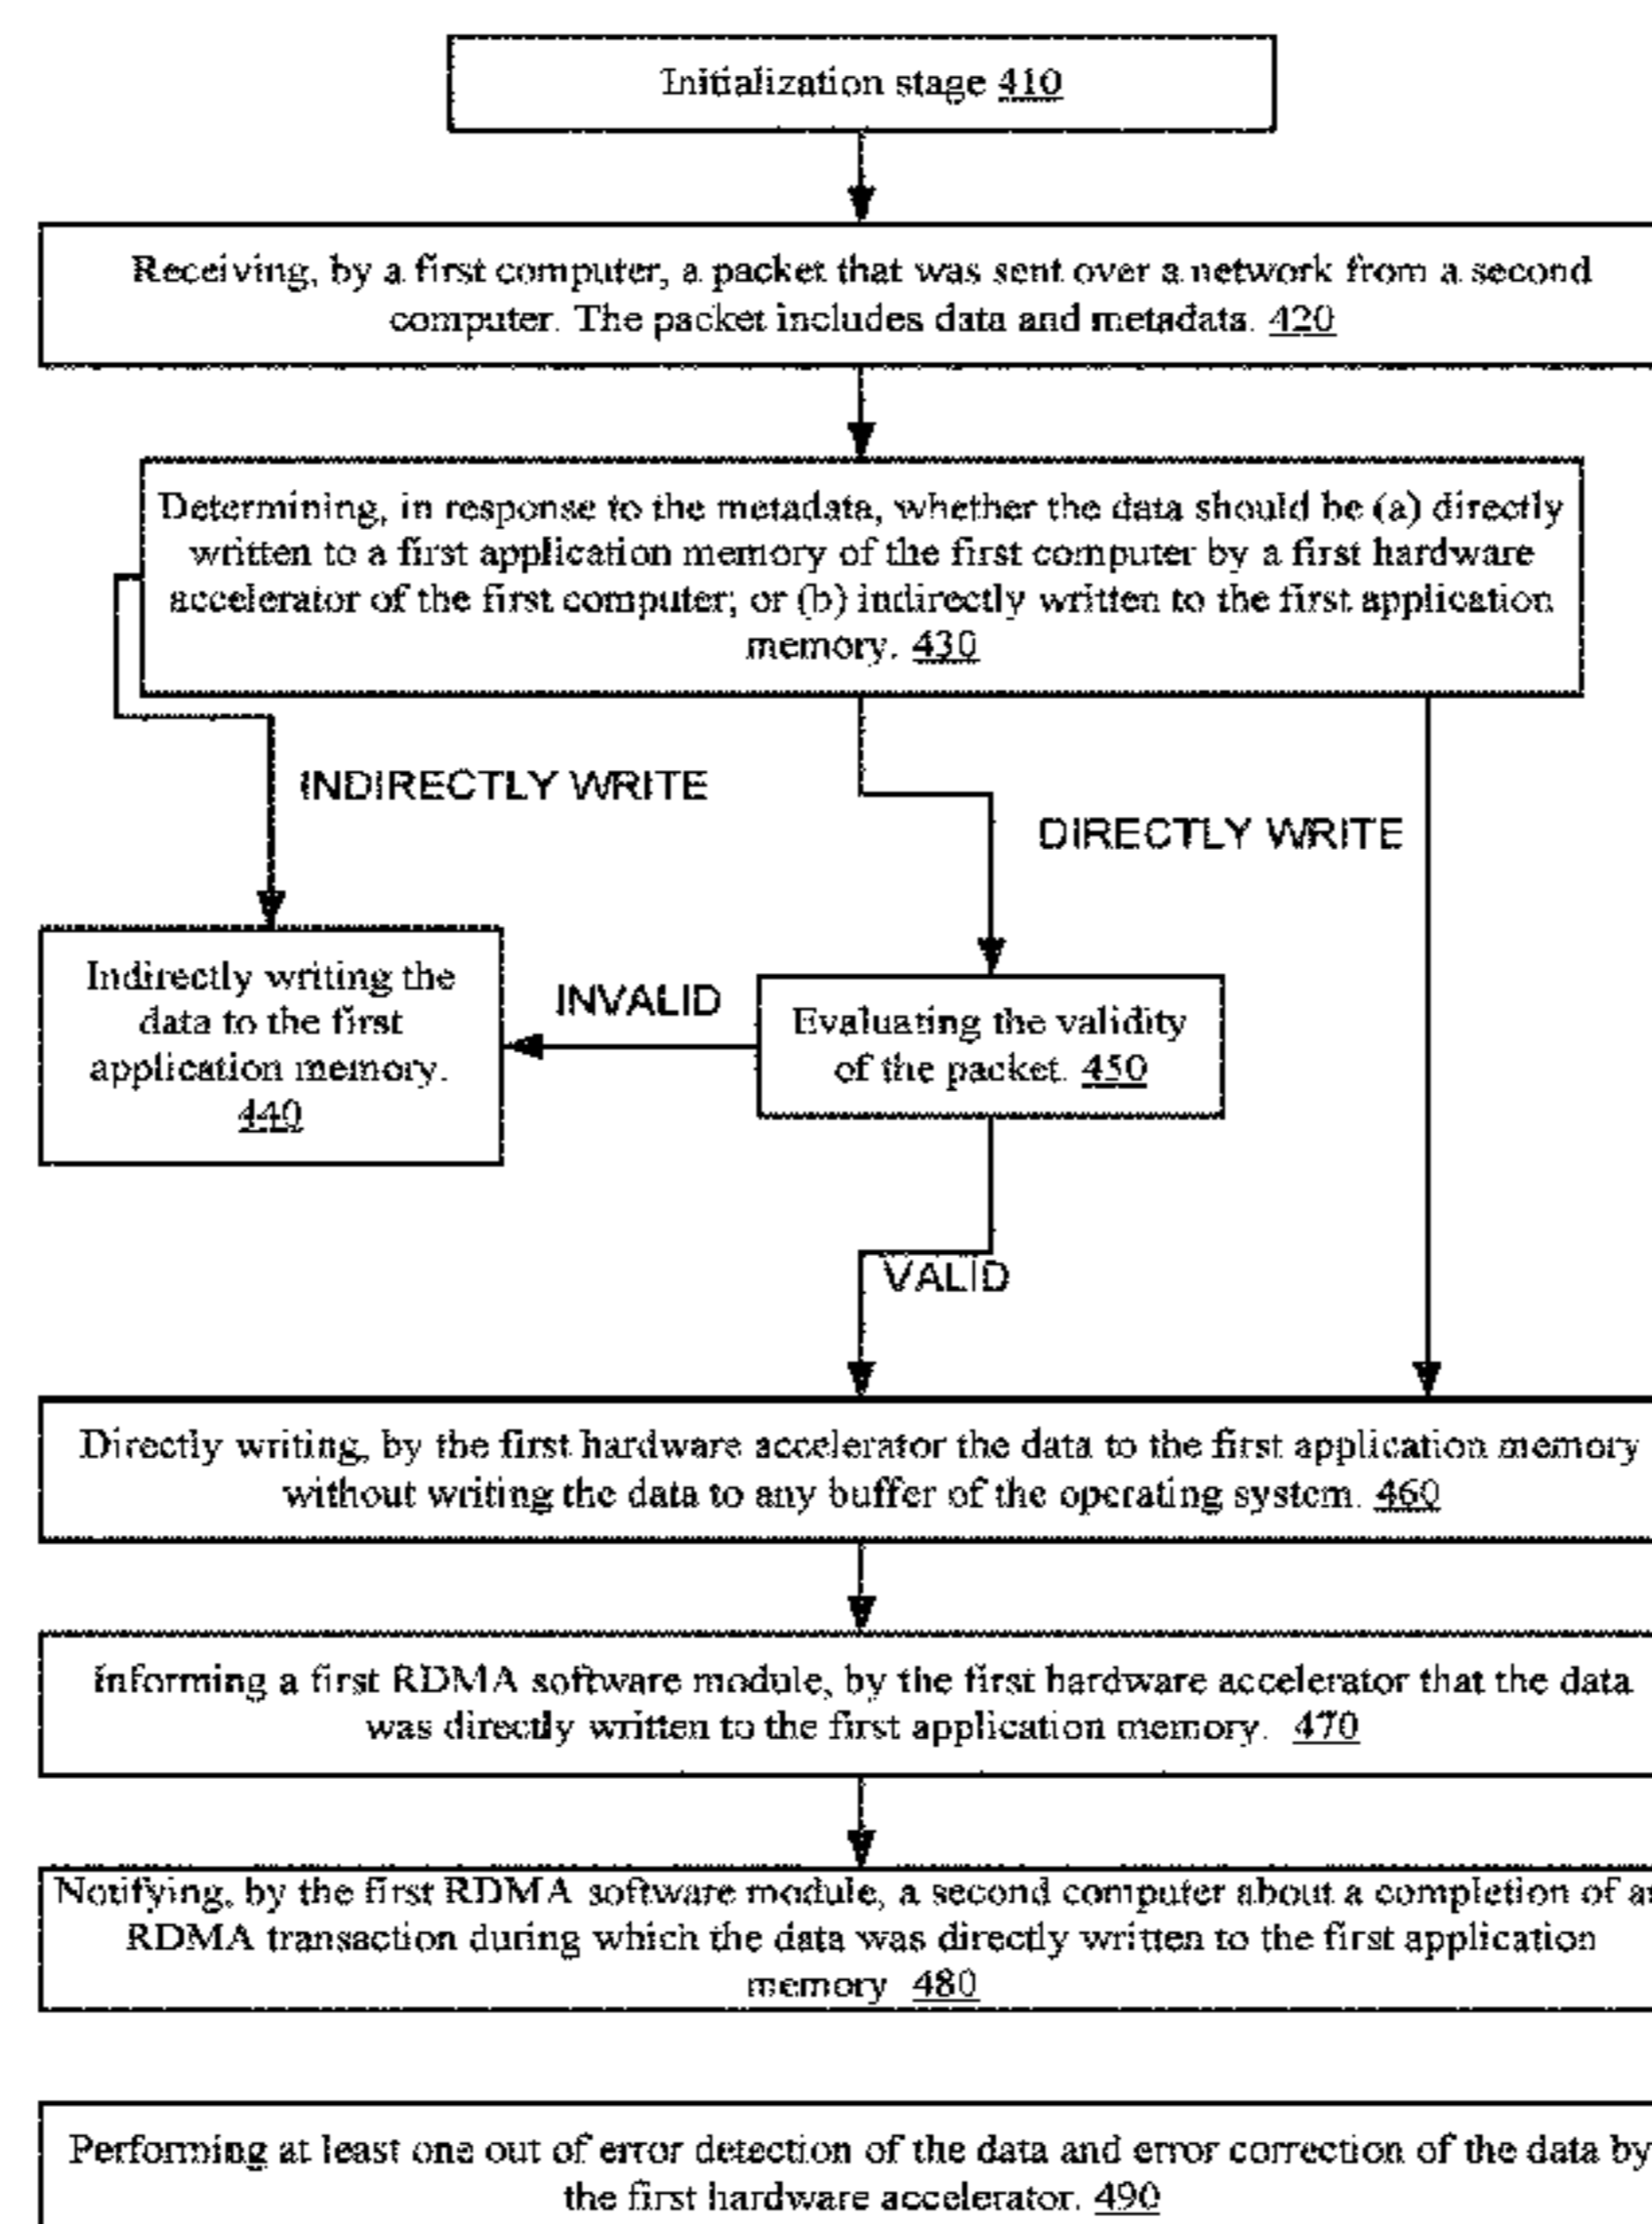 Initialization stage 410
Receiving, by a first computer, a packet that was sent over a network from a second
computer. The packet includes data and metadata. 420
Determining, in response to the metadata, whether the data should be (a) directly
written to a first application memory of the first computer by a first hardware
accelerator of the first computer; or (b) indirectly written to the first application
memory. 430
INDIRECTLY WRITE
DIRECTLY WRITE
Indirectly writing the
data to the first
application memory.
440
INVALID
Evaluating the validity
of the packet. 450
VALID
Directly writing, by the first hardware accelerator the data to the first application memory
without writing the data to any buffer of the operating system. 460
informing a first RDMA software module, by the first hardware accelerator that the data
was directly written to the first application memory. 470
Notifying, by the first RDMA software module, a second computer about a completion of
RDMA transaction during which the data was directly written to the first application
memory 480
Performing at least one out of error detection of the data and error correction of the data by
the first hardware accelerator. 490